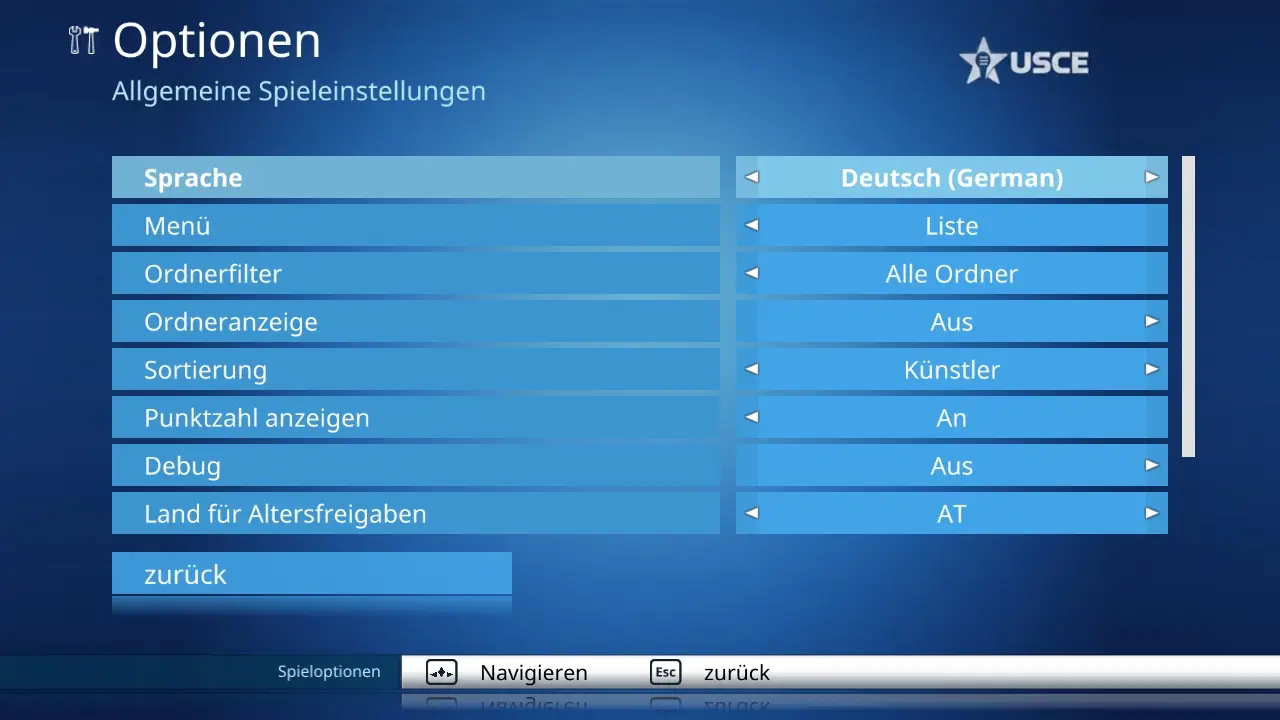 Optionen
Allgemeine Spieleinstellungen
USCE
Sprache
Deutsch (German)
Menü
Liste
Ordnerfilter
Alle Ordner
Ordneranzeige
Aus
Sortierung
Künstler
Punktzahl anzeigen
An
Debug
Aus
Land für Altersfreigaben
AT
zurück
Spieloptionen
Navigieren
Esc
zurück